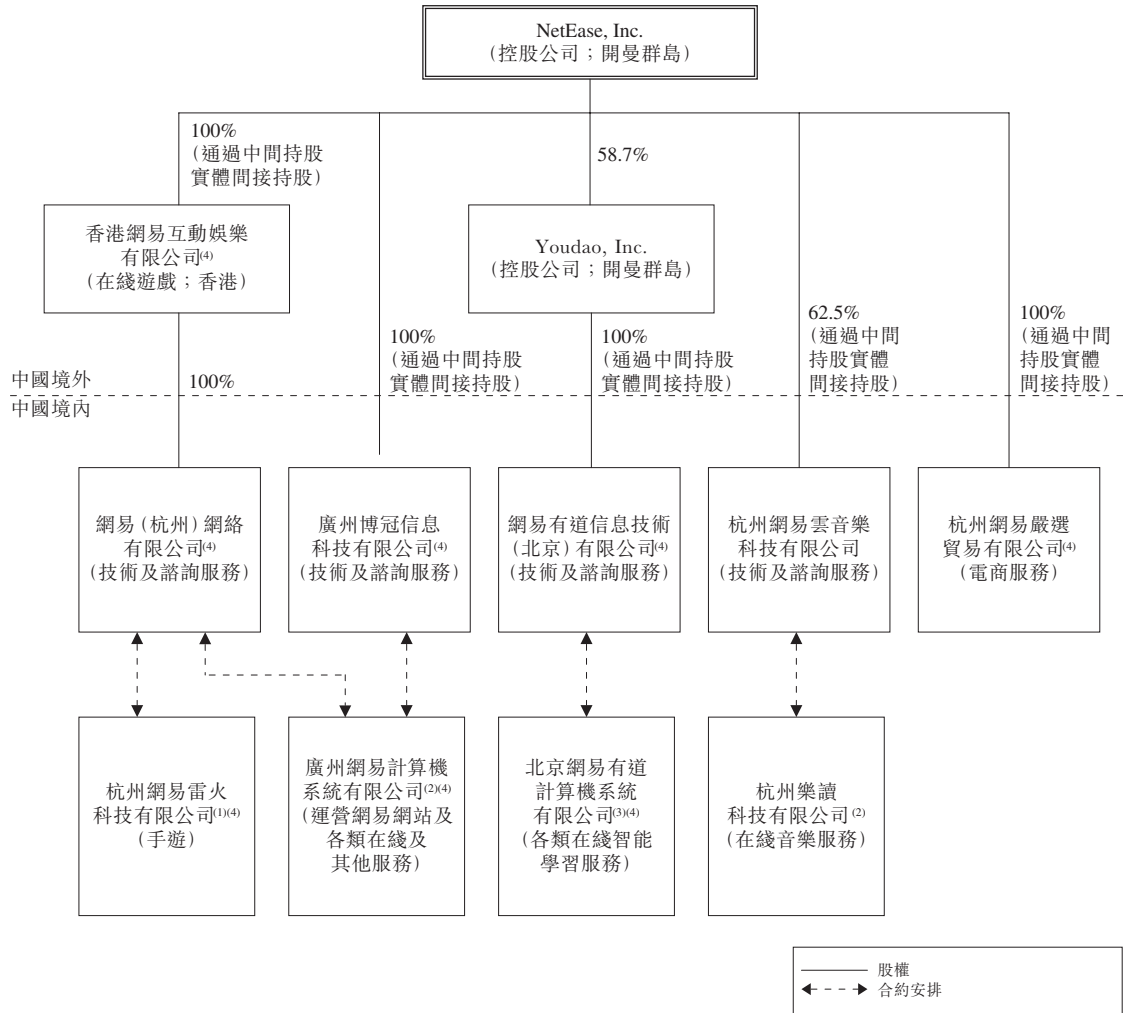 NetEase, Inc.
(控股公司；開曼群島)
100%
(通過中間持股
實體間接持股)
58.7%
香港網易互動娛樂
有限公司(4)
(在綫遊戲；香港)
Youdao, Inc.
(控股公司；開曼群島)
100%
100%
(通過中間持股
實體間接持股)
100%
(通過中間持股
實體間接持股)
62.5%
(通過中間
持股實體
間接持股)
100%
(通過中間
持股實體
間接持股)
中國境外
中國境內
網易(杭州)網絡
有限公司(4)
(技術及諮詢服務)
廣州博冠信息
科技有限公司(4)
(技術及諮詢服務)
網易有道信息技術
(北京)有限公司(4)
(技術及諮詢服務)
杭州網易雲音樂
科技有限公司
(技術及諮詢服務)
杭州網易嚴選
貿易有限公司(4)
(電商服務)
杭州網易雷火
科技有限公司(1)(4)
(手遊)
廣州網易計算機
系統有限公司(2)(4)
(運營網易網站及
各類在綫及
其他服務)
北京網易有道
計算機系統
有限公司(3)(4)
(各類在綫智能
學習服務)
杭州樂讀
科技有限公司(2)
(在綫音樂服務)
股權
合約安排